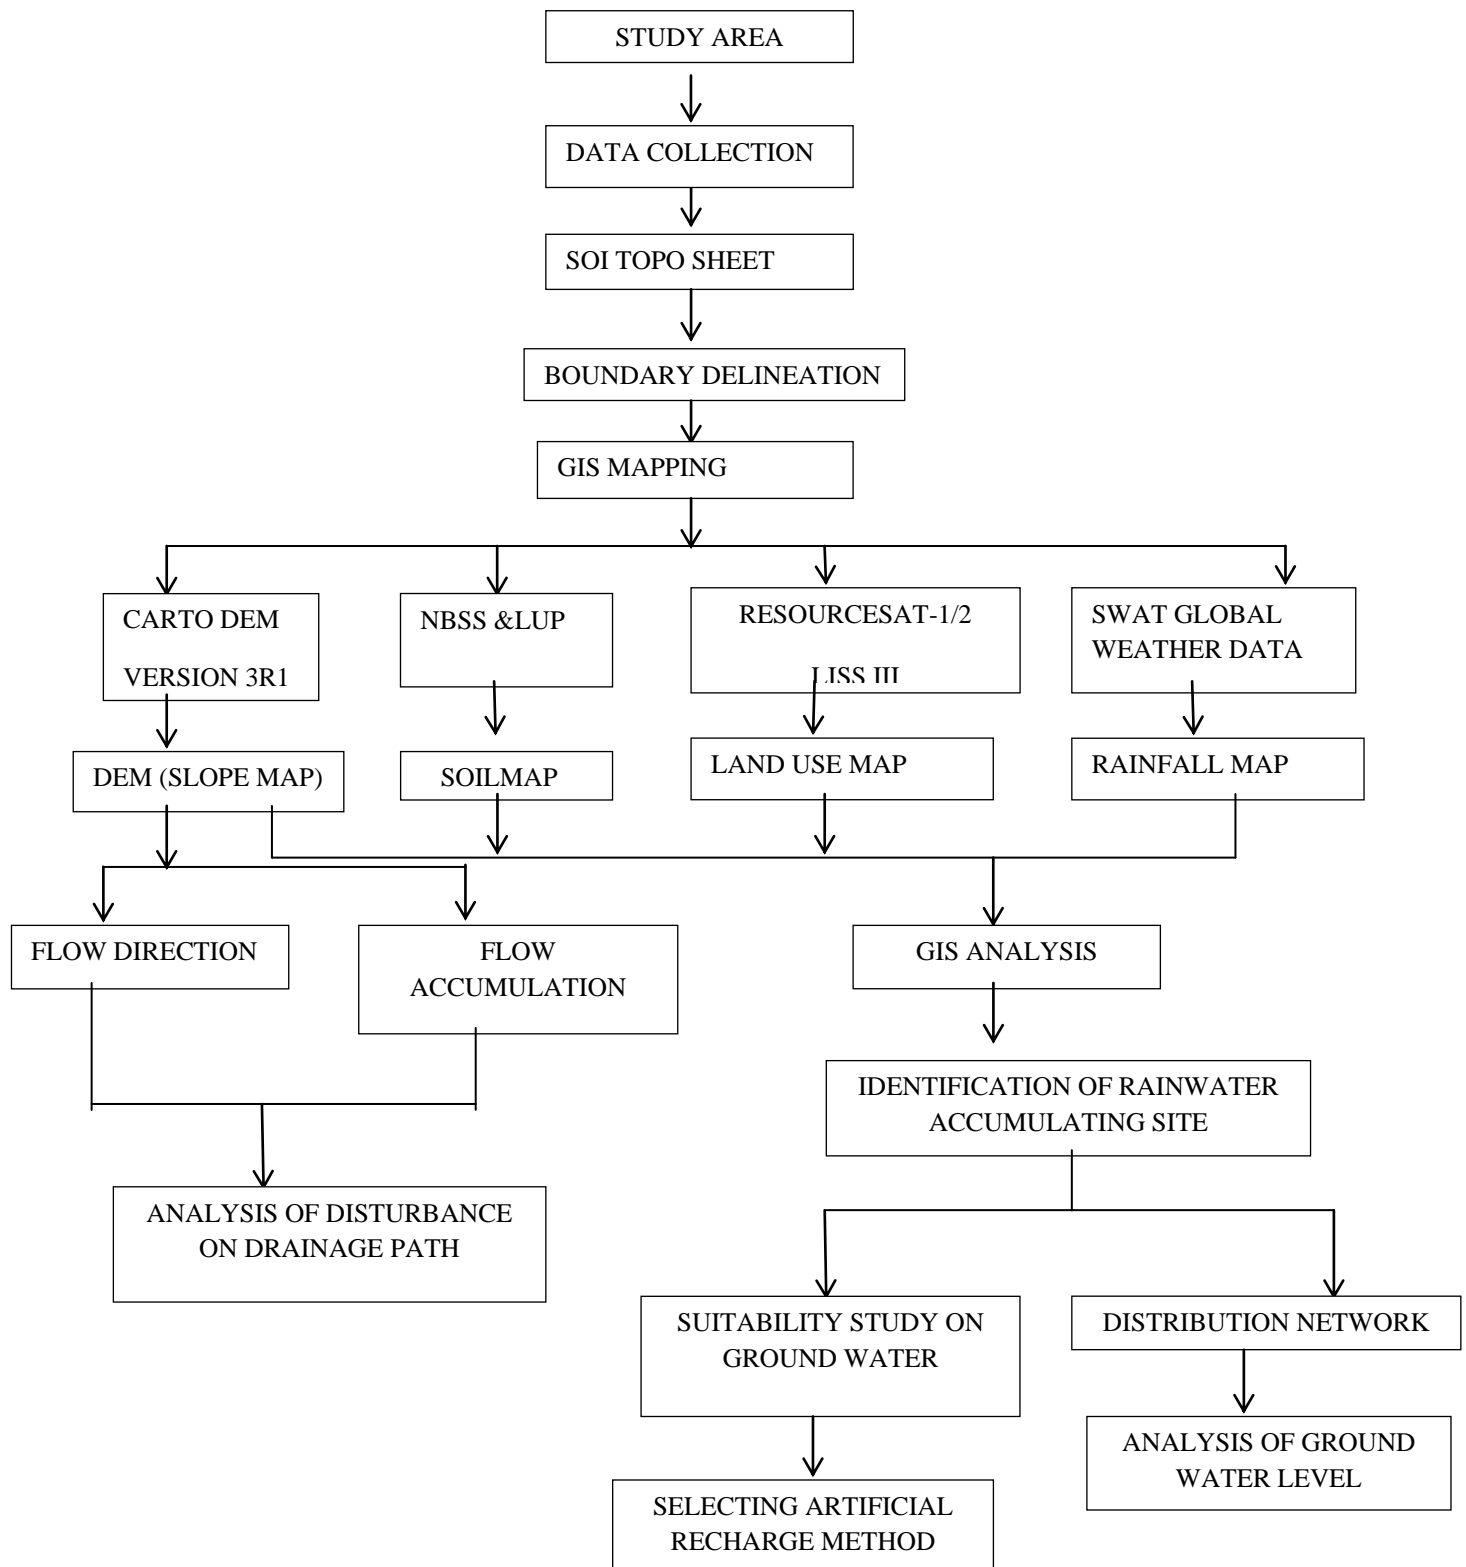 STUDY AREA
DATA COLLECTION
SOI TOPO SHEET
BOUNDARY DELINEATION
GIS MAPPING
CARTO DEM
VERSION 3R1
NBSS &LUP
RESOURCESAT-1/2
LISS III
SWAT GLOBAL
WEATHER DATA
DEM (SLOPE MAP)
SOILMAP
LAND USE MAP
RAINFALL MAP
FLOW DIRECTION
FLOW
ACCUMULATION
GIS ANALYSIS
IDENTIFICATION OF RAINWATER
ACCUMULATING SITE
ANALYSIS OF DISTURBANCE
ON DRAINAGE PATH
SUITABILITY STUDY ON
GROUND WATER
DISTRIBUTION NETWORK
ANALYSIS OF GROUND
WATER LEVEL
SELECTING ARTIFICIAL
RECHARGE METHOD